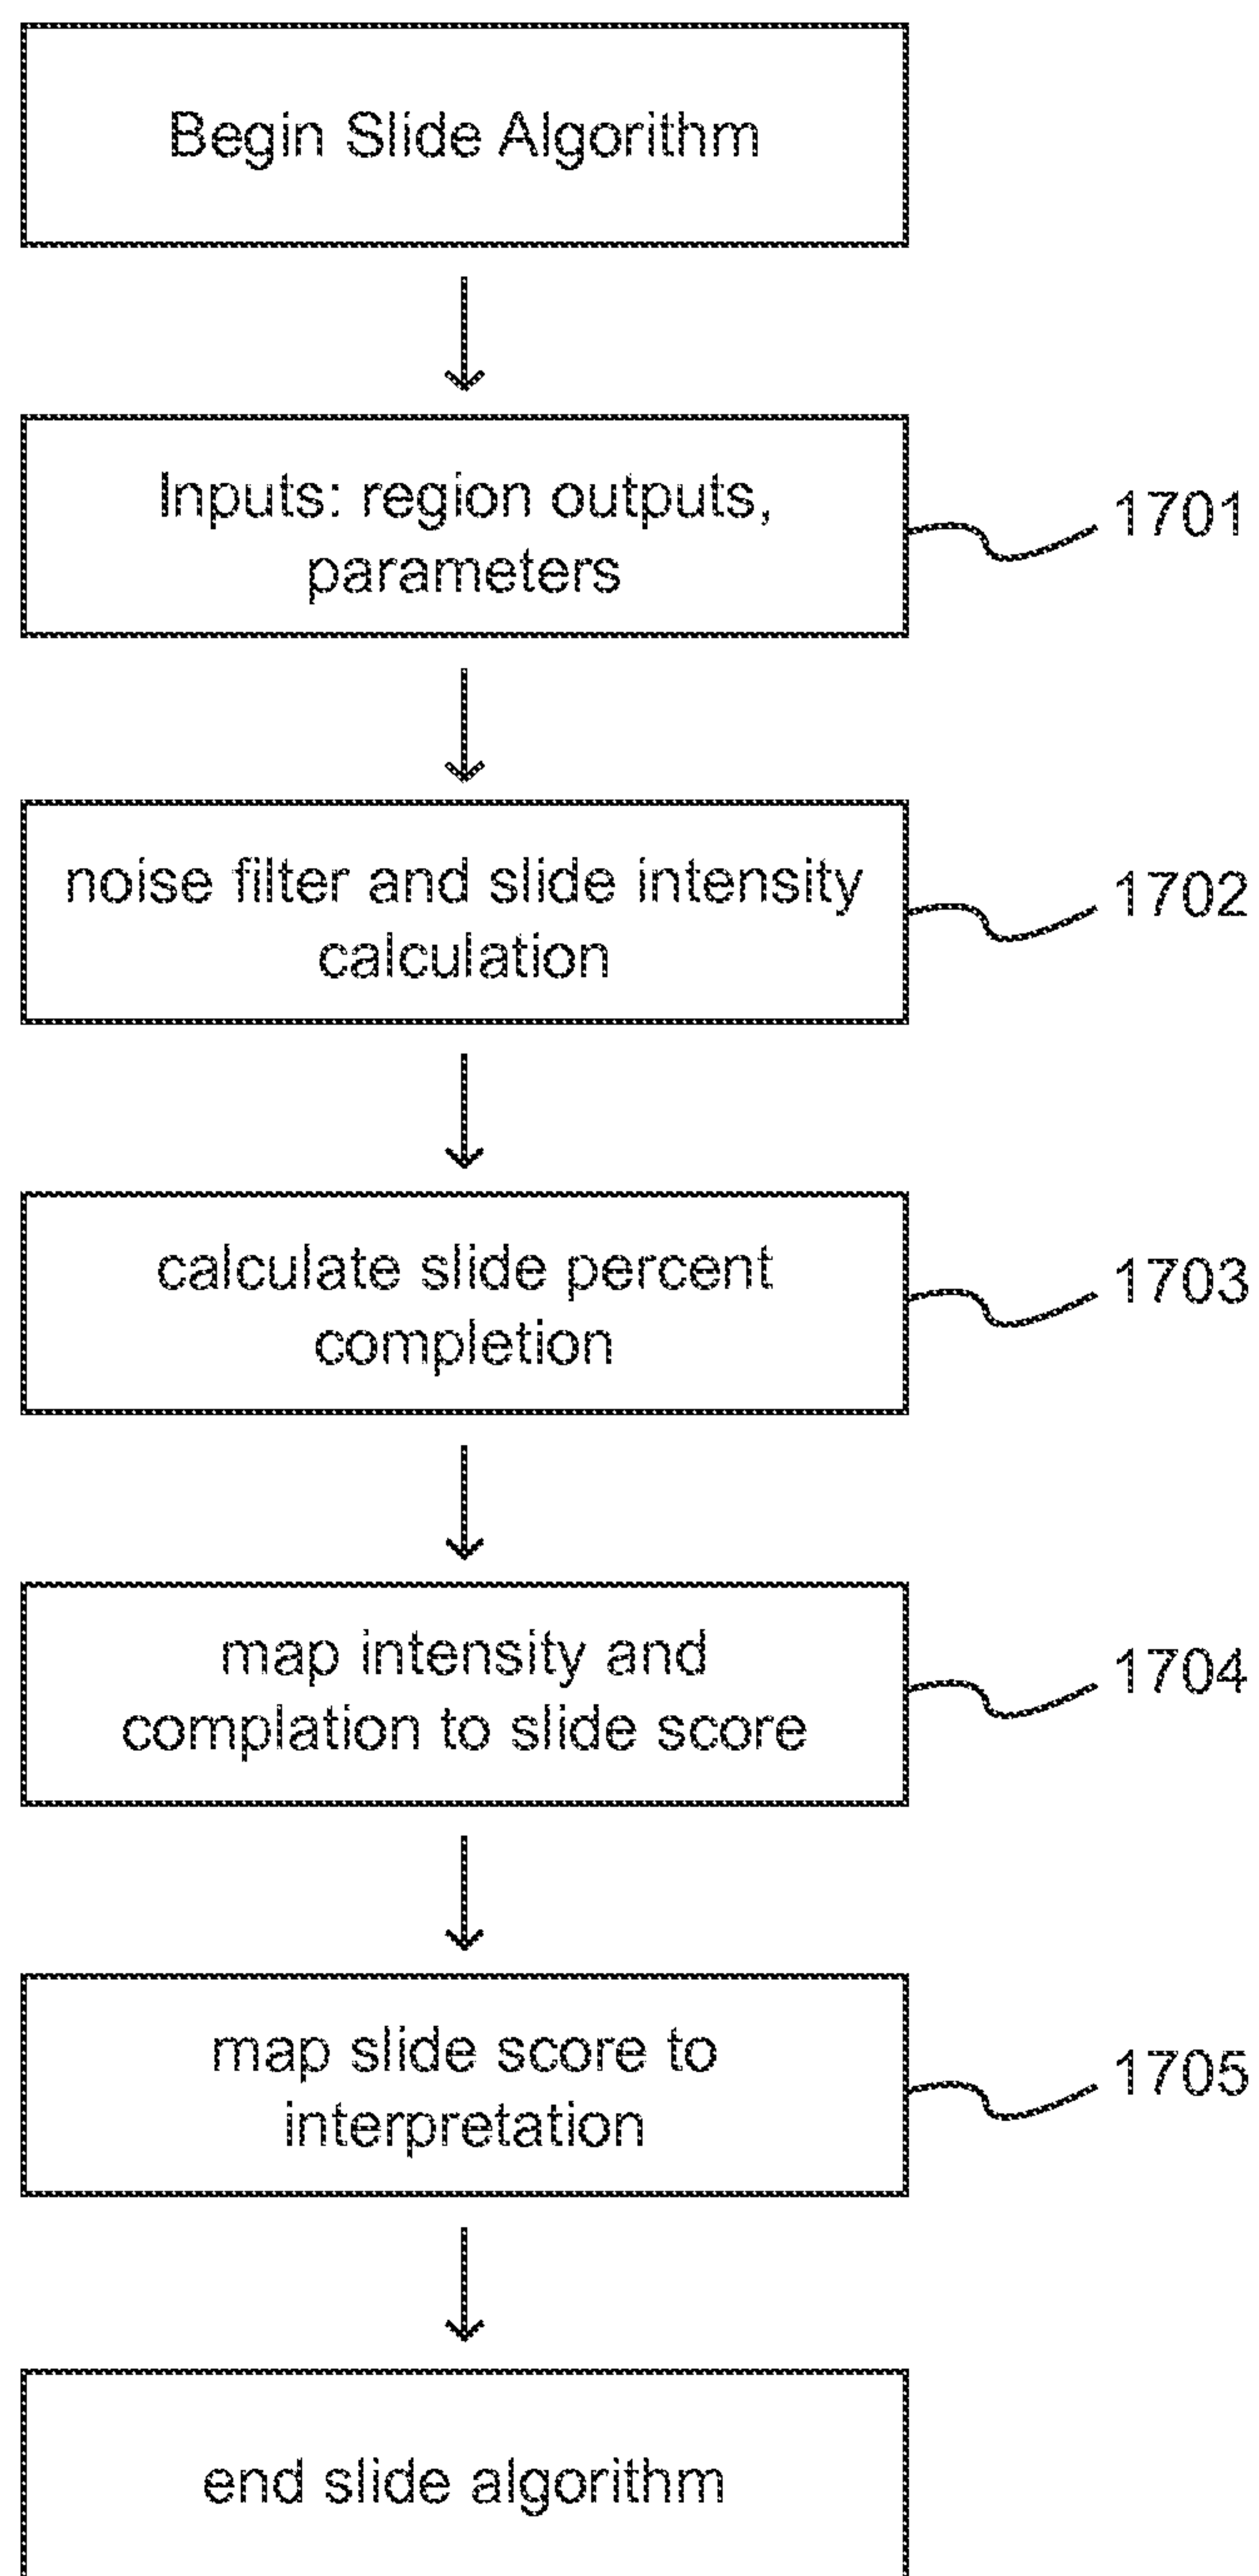 Begin Slide Algorithm
Inputs: region outputs,
parameters
1701
noise filter and slide intensity
calculation
1702
calculate slide percent
completion
1703
map intensity and
complation to slide score
1704
map slide score to
interpretation
1705
end slide algorithm